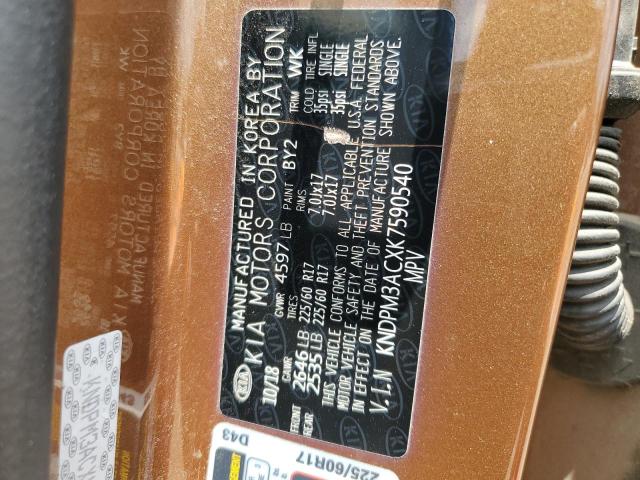 KIA MANUFACTURED IN KOREA BY
KIA MOTORS CORPORATION
10/18 GVWR 4597 LB PAINT BY2 TRIM WK
GAWR TIRES RIMS COLD TIRE INFL
FRONT 2646 LB 225/60 R17 7.0Jx17 35psi SINGLE
REAR 2535 LB 225/60 R17 7.0Jx17 35psi SINGLE
THIS VEHICLE CONFORMS TO ALL APPLICABLE U.S.A. FEDERAL
MOTOR VEHICLE SAFETY AND THEFT PREVENTION STANDARDS
IN EFFECT ON THE DATE OF MANUFACTURE SHOWN ABOVE.
V.I.N KNDPM3ACXK7590540
MPV
D43
225/60R17